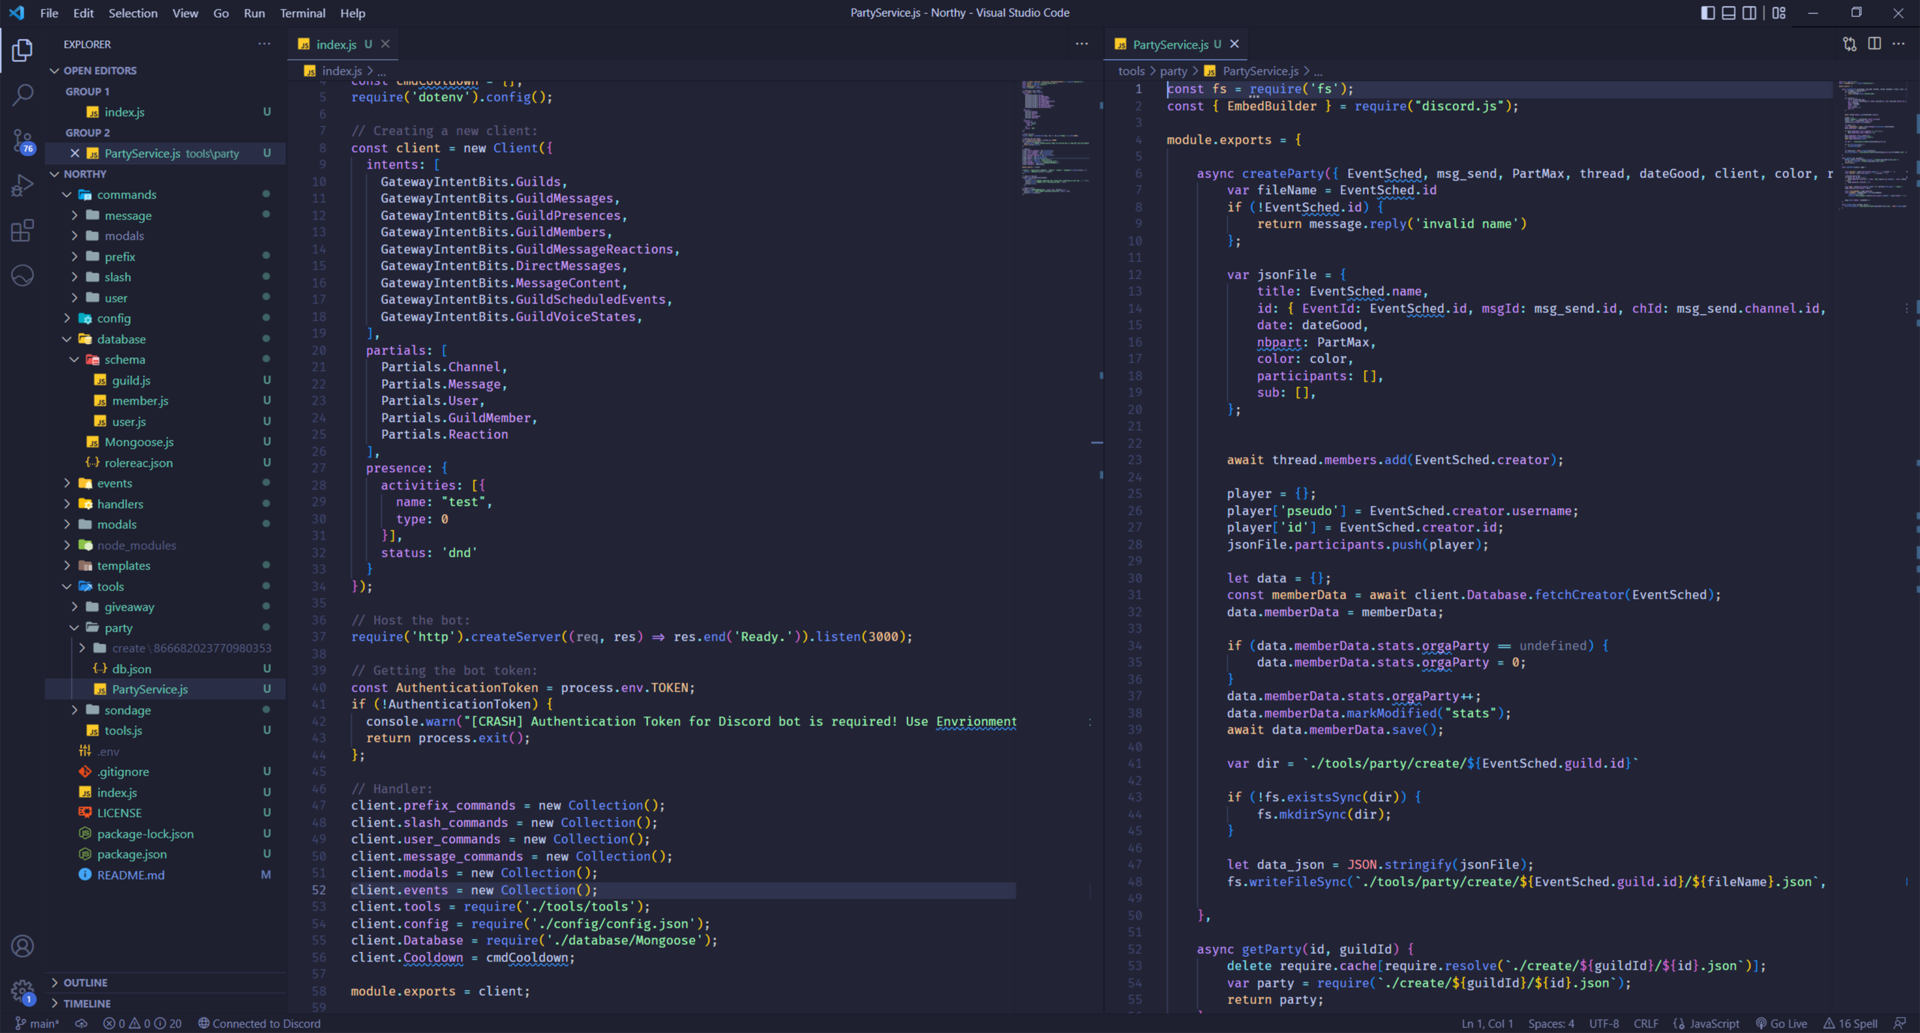 File Edit Selection View Go Run Terminal Help
PartyService.js - Northy - Visual Studio Code
EXPLORER
OPEN EDITORS
GROUP 1
index.js U
GROUP 2
PartyService.js tools\party U
NORTHY
commands
message
modals
prefix
slash
user
config
database
schema
guild.js U
member.js U
user.js U
Mongoose.js U
rolereac.json U
events
handlers
modals
node_modules
templates
tools
giveaway
party
create\866682023770980353
db.json U
PartyService.js U
sondage
tools.js U
.env
.gitignore U
index.js U
LICENSE U
package-lock.json U
package.json U
README.md M
OUTLINE
TIMELINE
76
1
index.js U
index.js > ...
const cmdCooldown = {};
5 require('dotenv').config();
6
7 // Creating a new client:
8 const client = new Client({
9 intents: [
10 GatewayIntentBits.Guilds,
11 GatewayIntentBits.GuildMessages,
12 GatewayIntentBits.GuildPresences,
13 GatewayIntentBits.GuildMembers,
14 GatewayIntentBits.GuildMessageReactions,
15 GatewayIntentBits.DirectMessages,
16 GatewayIntentBits.MessageContent,
17 GatewayIntentBits.GuildScheduledEvents,
18 GatewayIntentBits.GuildVoiceStates,
19 ],
20 partials: [
21 Partials.Channel,
22 Partials.Message,
23 Partials.User,
24 Partials.GuildMember,
25 Partials.Reaction
26 ],
27 presence: {
28 activities: [{
29 name: "test",
30 type: 0
31 }],
32 status: 'dnd'
33 }
34 });
35
36 // Host the bot:
37 require('http').createServer((req, res) => res.end('Ready.')).listen(3000);
38
39 // Getting the bot token:
40 const AuthenticationToken = process.env.TOKEN;
41 if (!AuthenticationToken) {
42 console.warn("[CRASH] Authentication Token for Discord bot is required! Use Envrionment
43 return process.exit();
44 };
45
46 // Handler:
47 client.prefix_commands = new Collection();
48 client.slash_commands = new Collection();
49 client.user_commands = new Collection();
50 client.message_commands = new Collection();
51 client.modals = new Collection();
52 client.events = new Collection();
53 client.tools = require('./tools/tools');
54 client.config = require('./config/config.json');
55 client.Database = require('./database/Mongoose');
56 client.Cooldown = cmdCooldown;
57
58 module.exports = client;
59
PartyService.js U
tools > party > PartyService.js > ...
1 const fs = require('fs');
2 const { EmbedBuilder } = require("discord.js");
3
4 module.exports = {
5
6 async createParty({ EventSched, msg_send, PartMax, thread, dateGood, client, color, r
7 var fileName = EventSched.id
8 if (!EventSched.id) {
9 return message.reply('invalid name')
10 };
11
12 var jsonFile = {
13 title: EventSched.name,
14 id: { EventId: EventSched.id, msgId: msg_send.id, chId: msg_send.channel.id,
15 date: dateGood,
16 nbpart: PartMax,
17 color: color,
18 participants: [],
19 sub: [],
20 };
21
22
23 await thread.members.add(EventSched.creator);
24
25 player = {};
26 player['pseudo'] = EventSched.creator.username;
27 player['id'] = EventSched.creator.id;
28 jsonFile.participants.push(player);
29
30 let data = {};
31 const memberData = await client.Database.fetchCreator(EventSched);
32 data.memberData = memberData;
33
34 if (data.memberData.stats.orgaParty == undefined) {
35 data.memberData.stats.orgaParty = 0;
36 }
37 data.memberData.stats.orgaParty++;
38 data.memberData.markModified("stats");
39 await data.memberData.save();
40
41 var dir = `./tools/party/create/${EventSched.guild.id}`
42
43 if (!fs.existsSync(dir)) {
44 fs.mkdirSync(dir);
45 }
46
47 let data_json = JSON.stringify(jsonFile);
48 fs.writeFileSync(`./tools/party/create/${EventSched.guild.id}/${fileName}.json`,
49
50 },
51
52 async getParty(id, guildId) {
53 delete require.cache[require.resolve(`./create/${guildId}/${id}.json`)];
54 var party = require(`./create/${guildId}/${id}.json`);
55 return party;
main* 0 0 20 Connected to Discord
Ln 1, Col 1 Spaces: 4 UTF-8 CRLF JavaScript Go Live 16 Spell